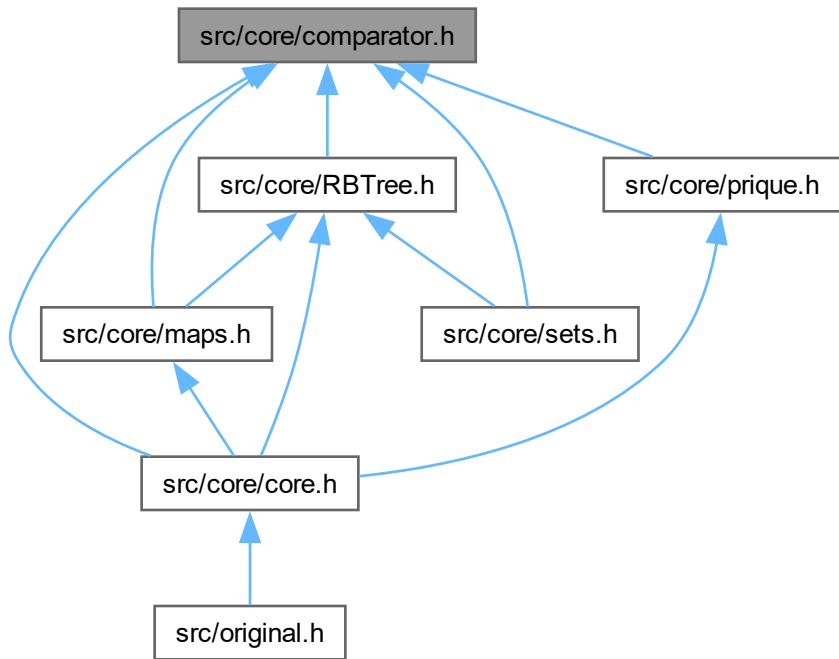 src/core/comparator.h
src/core/RBTree.h
src/core/prique.h
src/core/maps.h
src/core/sets.h
src/core/core.h
src/original.h